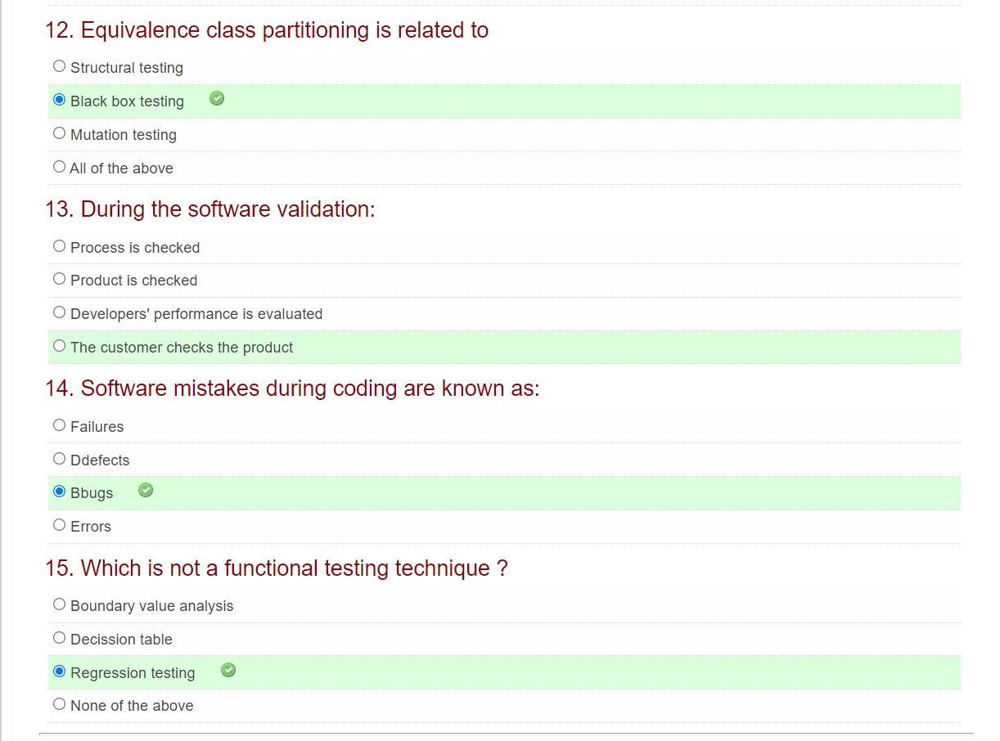 12. Equivalence class partitioning is related to
Structural testing
Black box testing
Mutation testing
All of the above
13. During the software validation:
Process is checked
Product is checked
Developers' performance is evaluated
The customer checks the product
14. Software mistakes during coding are known as:
Failures
Ddefects
Bbugs
Errors
15. Which is not a functional testing technique ?
Boundary value analysis
Decission table
Regression testing
None of the above